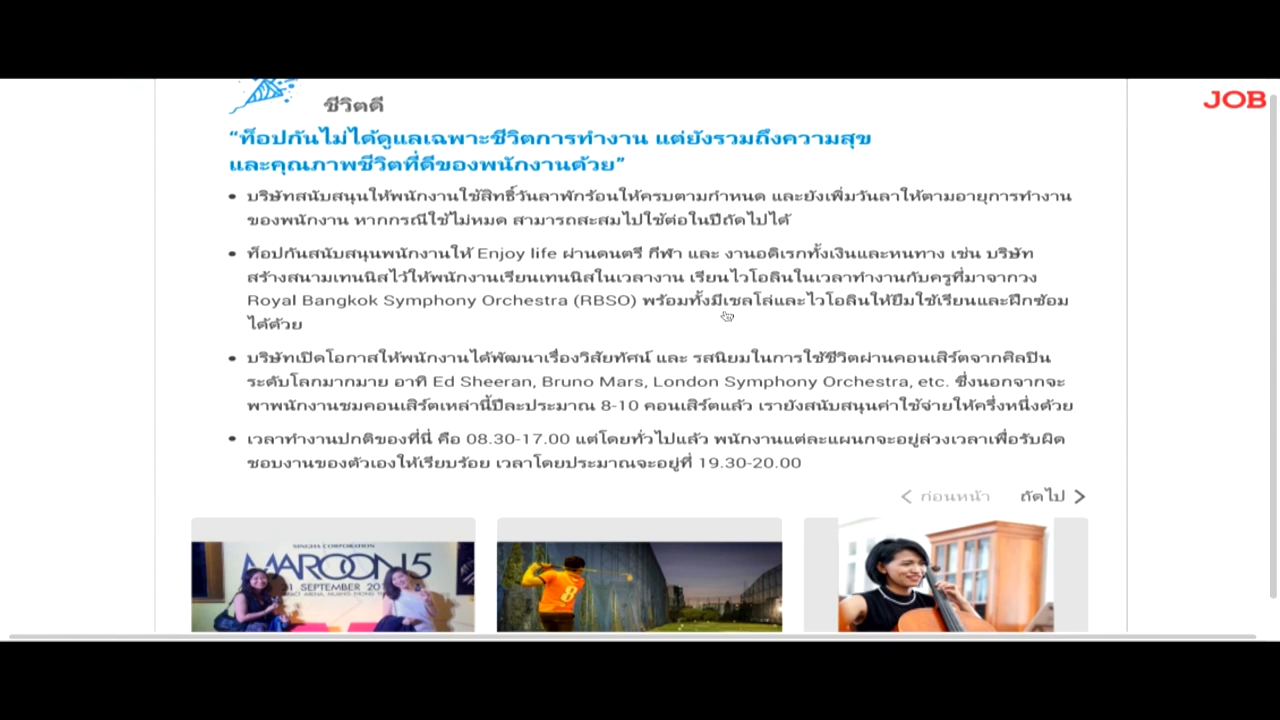 JOB
ชีวิตดี
“ท็อปกันไม่ได้ดูแลเฉพาะชีวิตการทำงาน แต่ยังรวมถึงความสุข
และคุณภาพชีวิตที่ดีของพนักงานด้วย”
• บริษัทสนับสนุนให้พนักงานใช้สิทธิ์วันลาพักร้อนให้ครบตามกำหนด และยังเพิ่มวันลาให้ตามอายุการทำงาน
ของพนักงาน หากกรณีใช้ไม่หมด สามารถสะสมไปใช้ต่อในปีถัดไปได้
• ท็อปกันสนับสนุนพนักงานให้ Enjoy life ผ่านดนตรี กีฬา และ งานอดิเรกทั้งเงินและหนทาง เช่น บริษัท
สร้างสนามเทนนิสไว้ให้พนักงานเรียนเทนนิสในเวลางาน เรียนไวโอลินในเวลาทำงานกับครูที่มาจากวง
Royal Bangkok Symphony Orchestra (RBSO) พร้อมทั้งมีเชลโล่และไวโอลินให้ยืมใช้เรียนและฝึกซ้อม
ได้ด้วย
• บริษัทเปิดโอกาสให้พนักงานได้พัฒนาเรื่องวิสัยทัศน์ และ รสนิยมในการใช้ชีวิตผ่านคอนเสิร์ตจากศิลปิน
ระดับโลกมากมาย อาทิ Ed Sheeran, Bruno Mars, London Symphony Orchestra, etc. ซึ่งนอกจากจะ
พาพนักงานชมคอนเสิร์ตเหล่านี้ปีละประมาณ 8-10 คอนเสิร์ตแล้ว เรายังสนับสนุนค่าใช้จ่ายให้ครึ่งหนึ่งด้วย
• เวลาทำงานปกติของที่นี่ คือ 08.30-17.00 แต่โดยทั่วไปแล้ว พนักงานแต่ละแผนกจะอยู่ล่วงเวลาเพื่อรับผิด
ชอบงานของตัวเองให้เรียบร้อย เวลาโดยประมาณจะอยู่ที่ 19.30-20.00
ก่อนหน้า ถัดไป
SINGHA CORPORATION
MAROON 5
SEPTEMBER
8